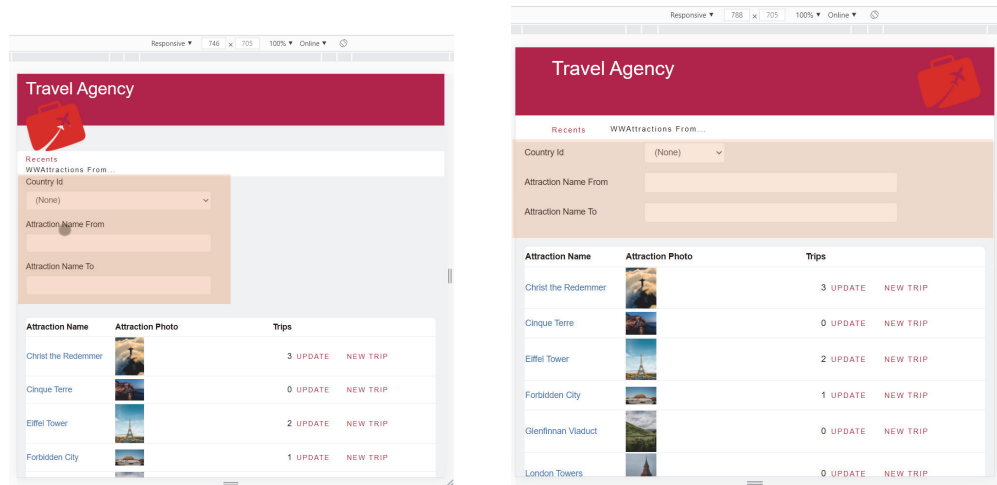 Responsive ▼ 746 x 705 100% ▼ Online ▼
Travel Agency
Recents
WWAttractions From...
Country Id
(None)
Attraction Name From
Attraction Name To
Attraction Name Attraction Photo Trips
Christ the Redemmer 3 UPDATE NEW TRIP
Cinque Terre 0 UPDATE NEW TRIP
Eiffel Tower 2 UPDATE NEW TRIP
Forbidden City 1 UPDATE NEW TRIP
Responsive ▼ 788 x 705 100% ▼ Online ▼
Travel Agency
Recents WWAttractions From...
Country Id (None)
Attraction Name From
Attraction Name To
Attraction Name Attraction Photo Trips
Christ the Redemmer 3 UPDATE NEW TRIP
Cinque Terre 0 UPDATE NEW TRIP
Eiffel Tower 2 UPDATE NEW TRIP
Forbidden City 1 UPDATE NEW TRIP
Glenfinnan Viaduct 0 UPDATE NEW TRIP
London Towers 0 UPDATE NEW TRIP